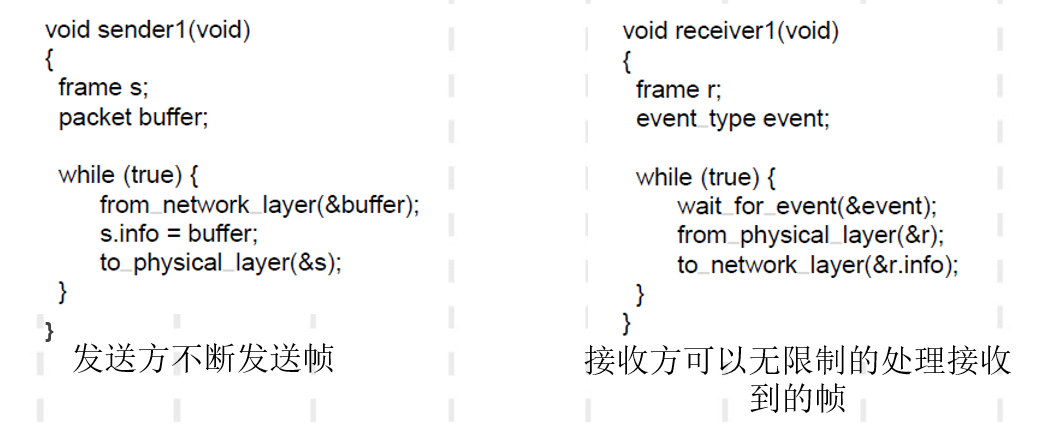 void sender1(void)
{
frame s;
packet buffer;
while (true) {
from_network_layer(&buffer);
s.info = buffer;
to_physical_layer(&s);
}
}
发送方不断发送帧
void receiver1(void)
{
frame r;
event_type event;
while (true) {
wait_for_event(&event);
from_physical_layer(&r);
to_network_layer(&r.info);
}
}
接收方可以无限制的处理接收
到的帧